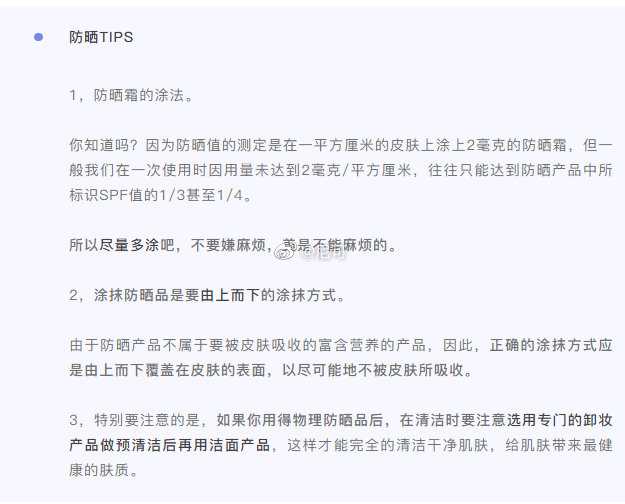 防晒TIPS
1，防晒霜的涂法。
你知道吗？因为防晒值的测定是在一平方厘米的皮肤上涂上2毫克的防晒霜，但一
般我们在一次使用时因用量未达到2毫克/平方厘米，往往只能达到防晒产品中所
标识SPF值的1/3甚至1/4。
所以尽量多涂吧，不要嫌麻烦，是不能麻烦的。
2，涂抹防晒品是要由上而下的涂抹方式。
由于防晒产品不属于要被皮肤吸收的富含营养的产品，因此，正确的涂抹方式应
是由上而下覆盖在皮肤的表面，以尽可能地不被皮肤所吸收。
3，特别要注意的是，如果你用得物理防晒品后，在清洁时要注意选用专门的卸妆
产品做预清洁后再用洁面产品，这样才能完全的清洁干净肌肤，给肌肤带来最健
康的肤质。